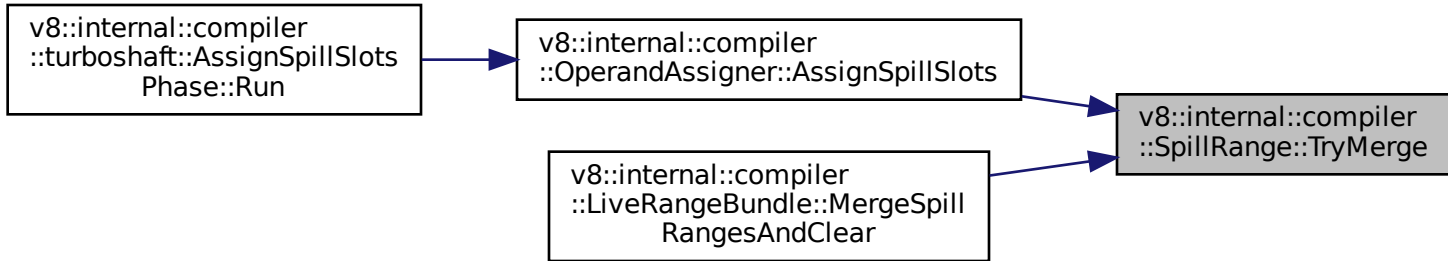 v8::internal::compiler
::turboshaft::AssignSpillSlots
Phase::Run
v8::internal::compiler
::OperandAssigner::AssignSpillSlots
v8::internal::compiler
::SpillRange::TryMerge
v8::internal::compiler
::LiveRangeBundle::MergeSpill
RangesAndClear